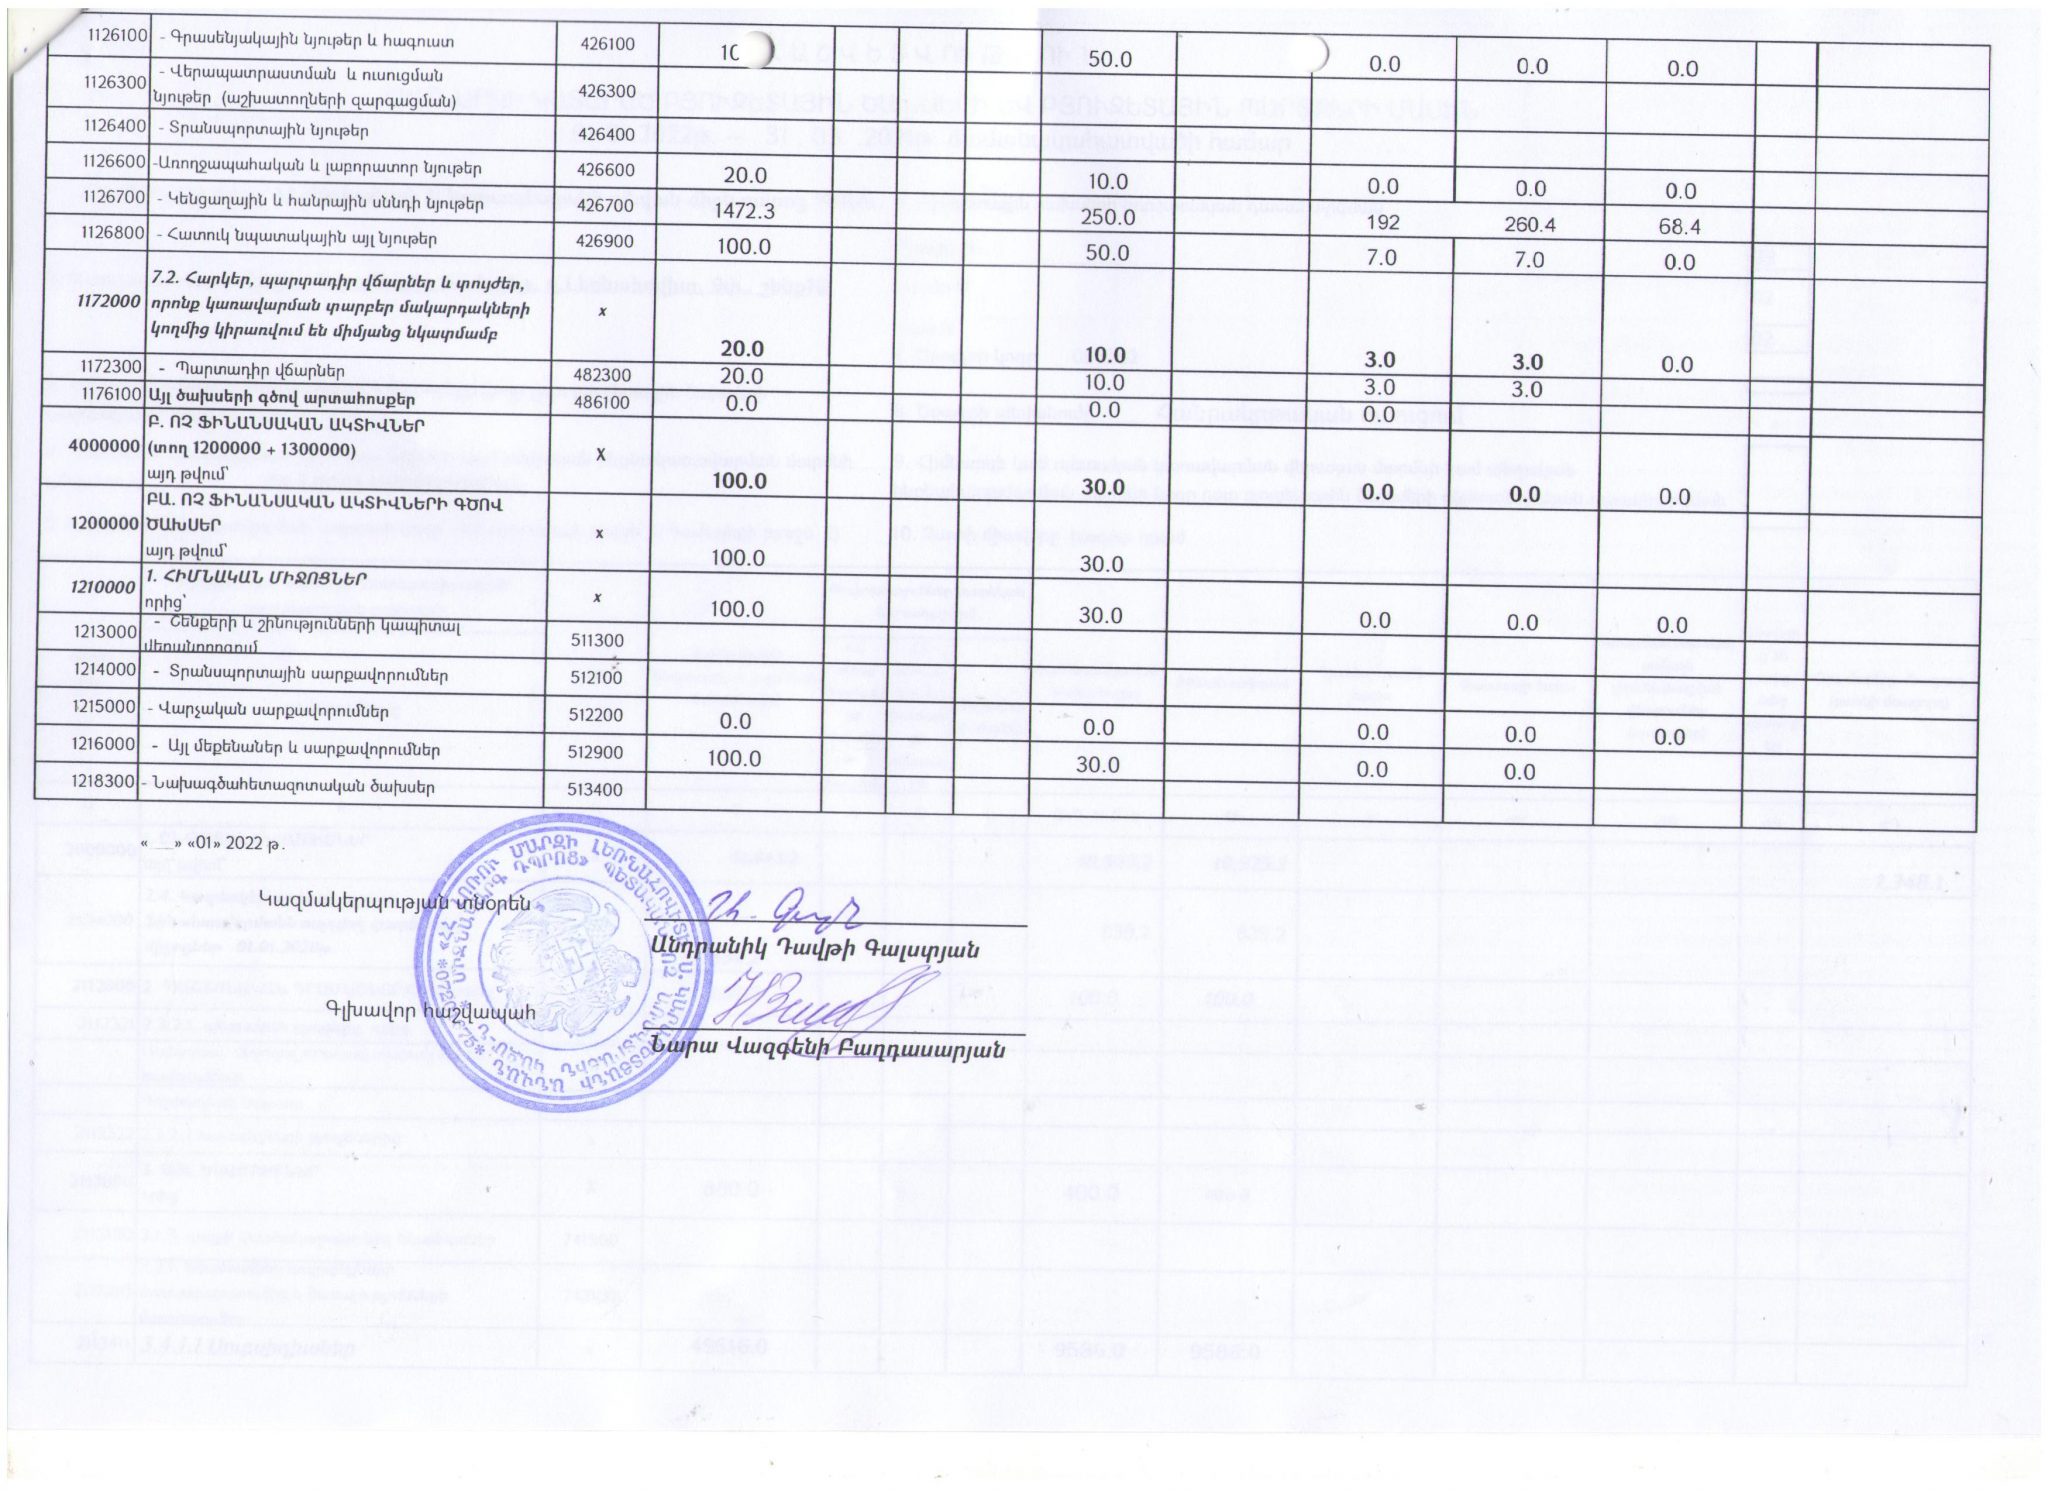 1126100 - Գրասենյակային նյութեր և հագուստ 426100 50.0 0.0 0.0 0.0
1126300 - Վերապատրաստման և ուսուցման 426300
նյութեր (աշխատողների զարգացման)
1126400 - Տրանսպորտային նյութեր 426400
1126600 -Առողջապահական և լաբորատոր նյութեր 426600 20.0 10.0 0.0 0.0 0.0
1126700 - Կենցաղային և հանրային սննդի նյութեր 426700 1472.3 250.0 192 260.4 68.4
1126800 - Հատուկ նպատակային այլ նյութեր 426900 100.0 50.0 7.0 7.0 0.0
7.2. Հարկեր, պարտադիր վճարներ և տույժեր,
1172000 որոնք կառավարման տարբեր մակարդակների x
կողմից կիրառվում են միմյանց նկատմամբ 20.0 10.0 3.0 3.0 0.0
1172300 - Պարտադիր վճարներ 482300 20.0 10.0 3.0 3.0
1176100 Այլ ծախսերի գծով արտահոսքեր 486100 0.0 0.0 0.0
Բ. ՈՉ ՖԻՆԱՆՍԱԿԱՆ ԱԿՏԻՎՆԵՐ
4000000 (տող 1200000 + 1300000) X
այդ թվում՝ 100.0 30.0 0.0 0.0 0.0
ԲԱ. ՈՉ ՖԻՆԱՆՍԱԿԱՆ ԱԿՏԻՎՆԵՐԻ ԳԾՈՎ
1200000 ԾԱԽՍԵՐ x
այդ թվում՝ 100.0 30.0
1210000 1. ՀԻՄՆԱԿԱՆ ՄԻՋՈՑՆԵՐ x
որից՝ 100.0 30.0 0.0 0.0 0.0
1213000 - Շենքերի և շինությունների կապիտալ 511300
վերանորոգում
1214000 - Տրանսպորտային սարքավորումներ 512100
1215000 - Վարչական սարքավորումներ 512200 0.0 0.0 0.0 0.0 0.0
1216000 - Այլ մեքենաներ և սարքավորումներ 512900 100.0 30.0 0.0 0.0
1218300 - Նախագծահետազոտական ծախսեր 513400
« __» «01» 2022 թ.
Կազմակերպության տնօրեն
Անդրանիկ Դավթի Գալստյան
Գլխավոր հաշվապահ
Նարա Վազգենի Բաղդասարյան